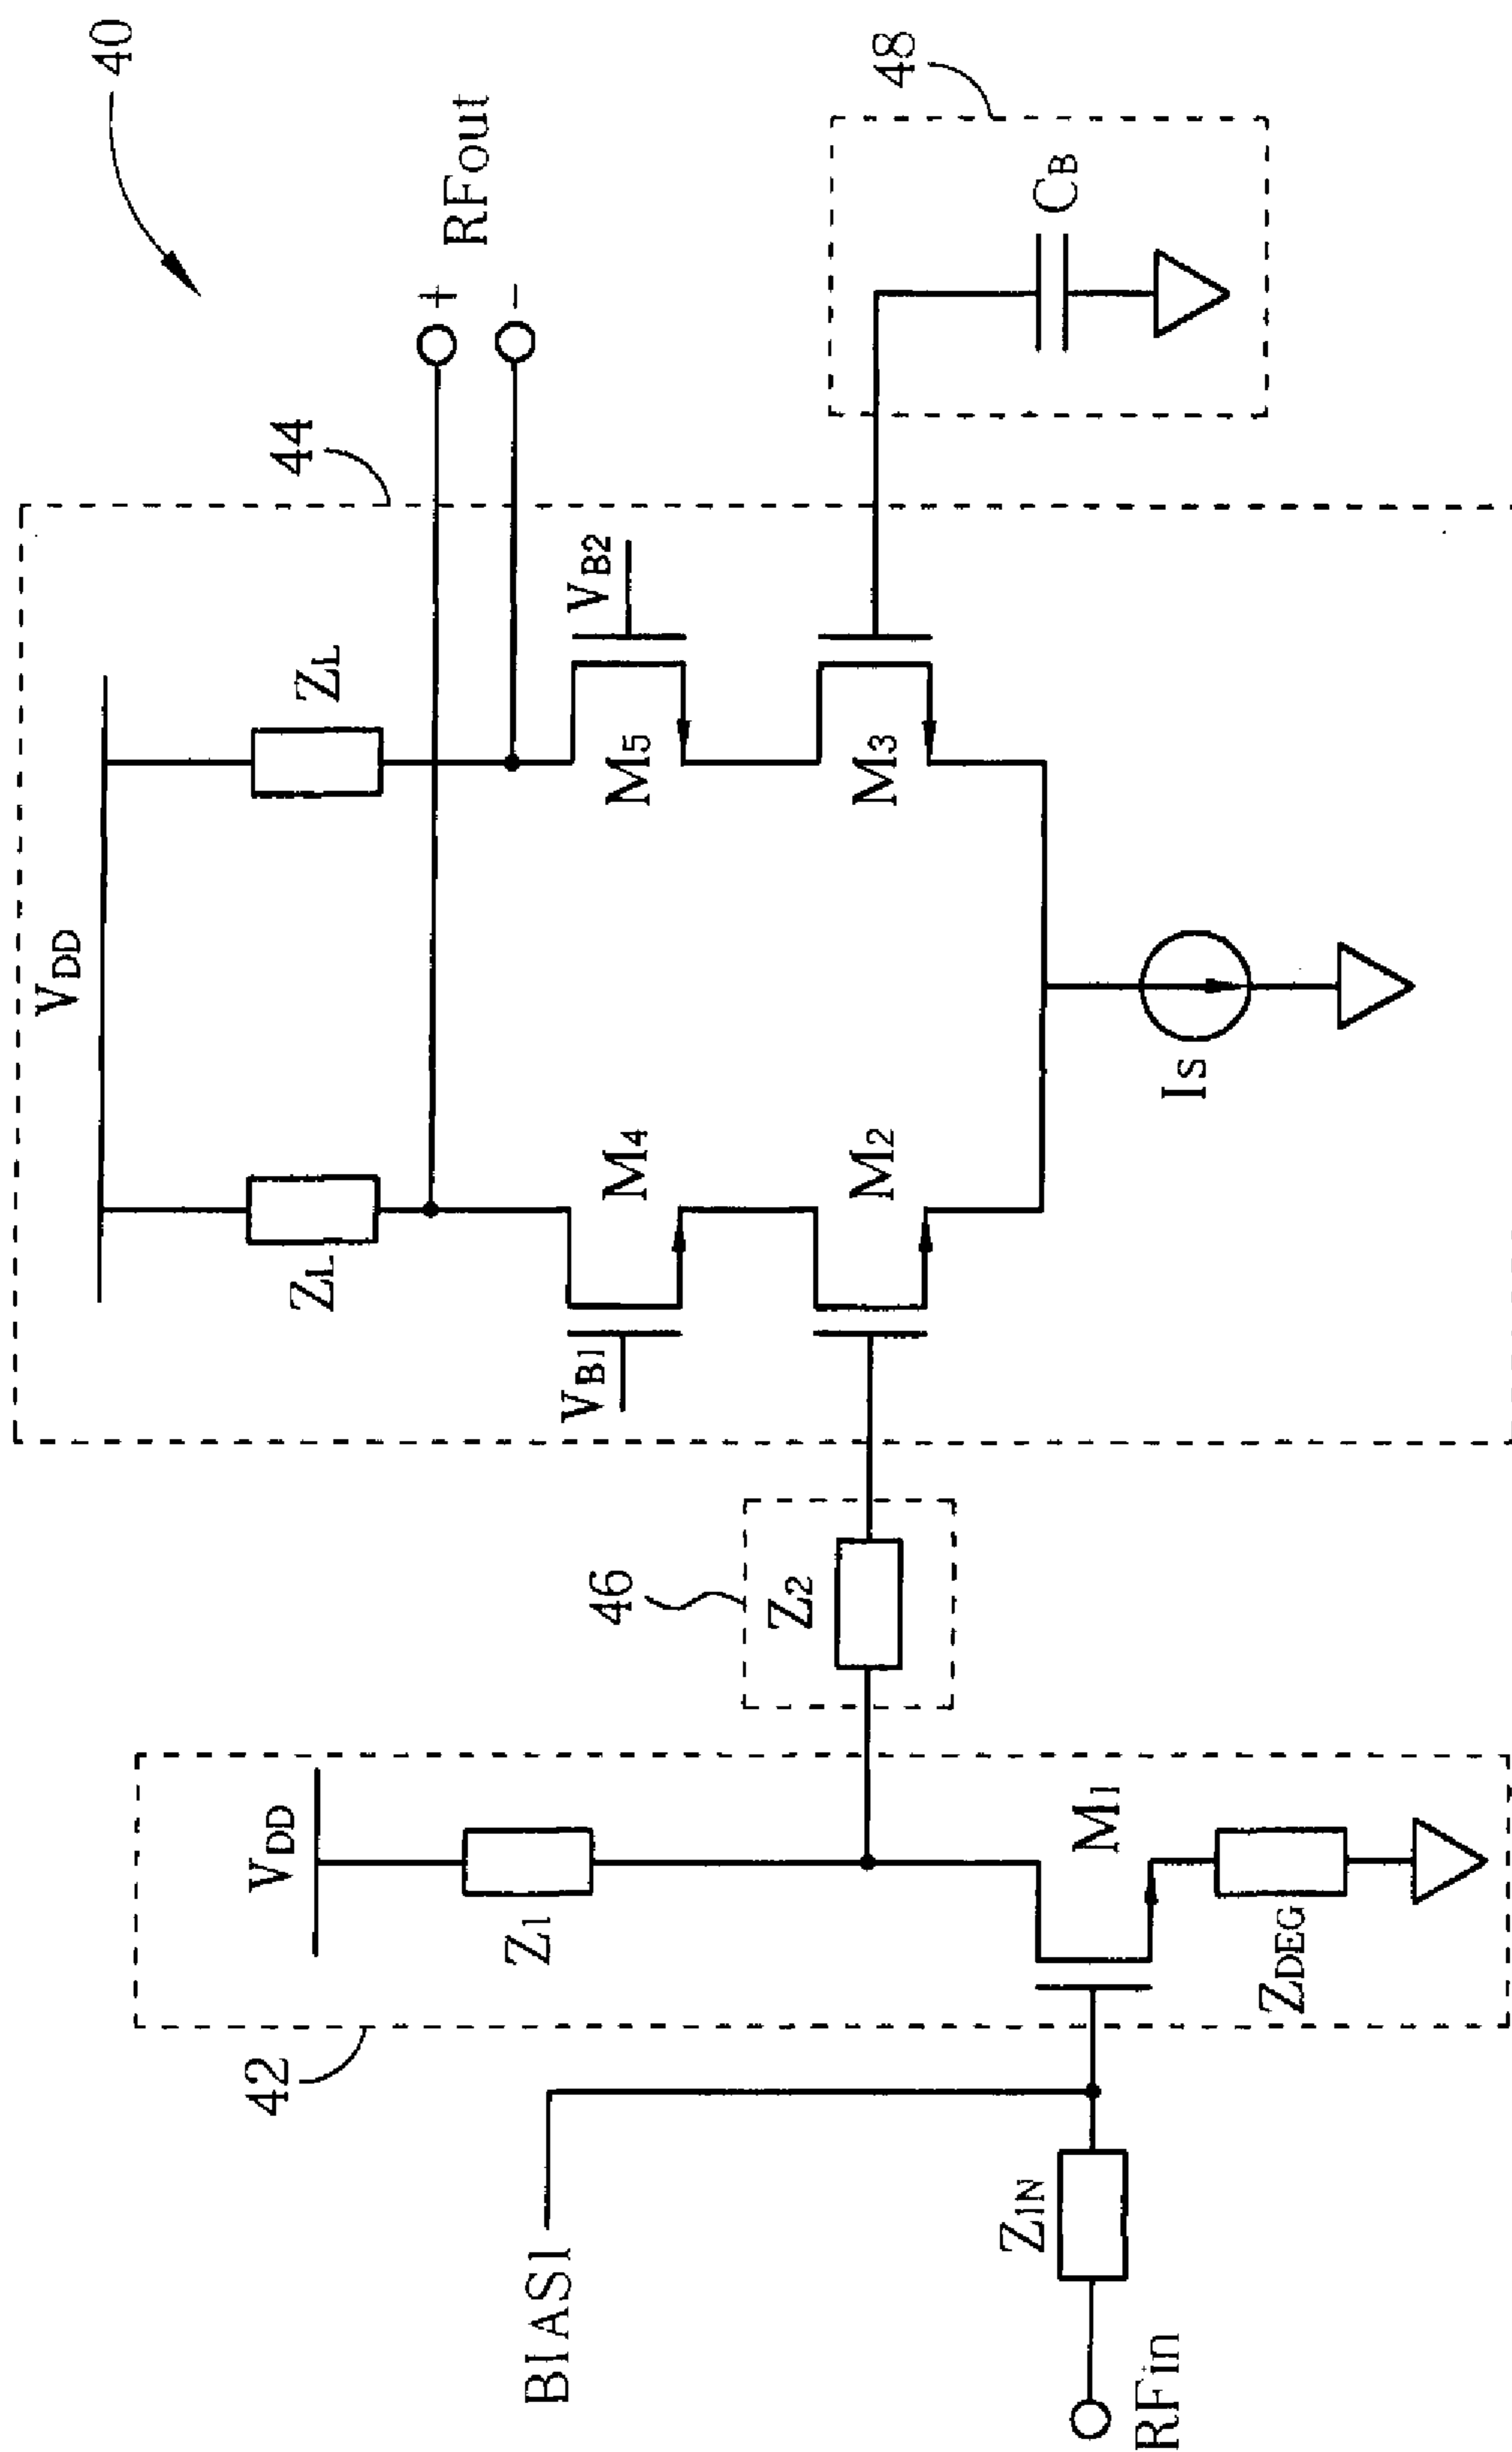 40
44
48
42
46
VDD
VDD
ZL
ZL
+
-
RFout
VB1
VB2
M4
M5
M2
M3
IS
CB
Z1
Z2
M1
ZDEG
BIAS1
ZIN
RFin